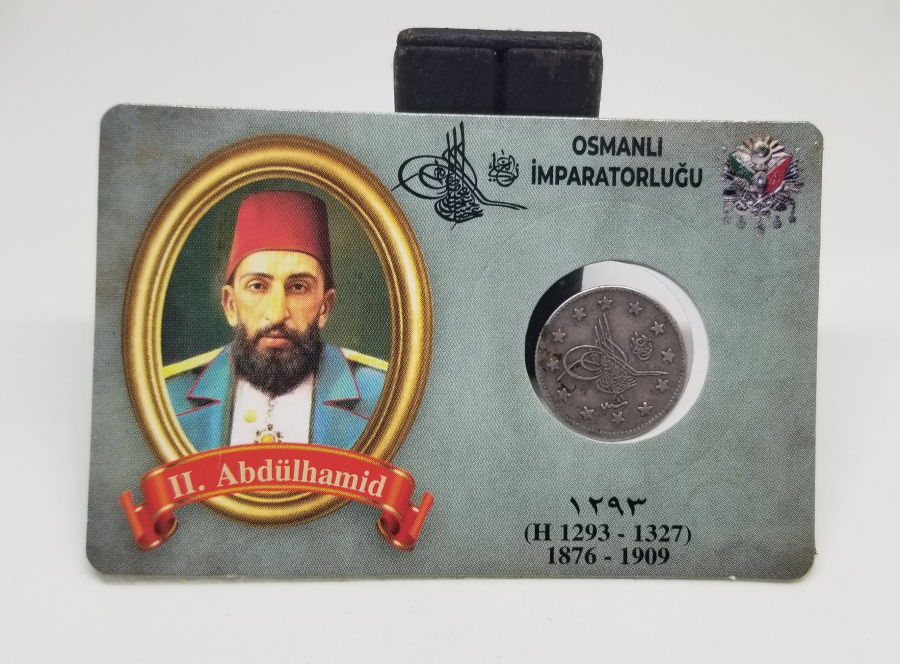 OSMANLI
İMPARATORLUĞU
II. Abdülhamid
١٢٩٣
(H 1293 - 1327)
1876 - 1909